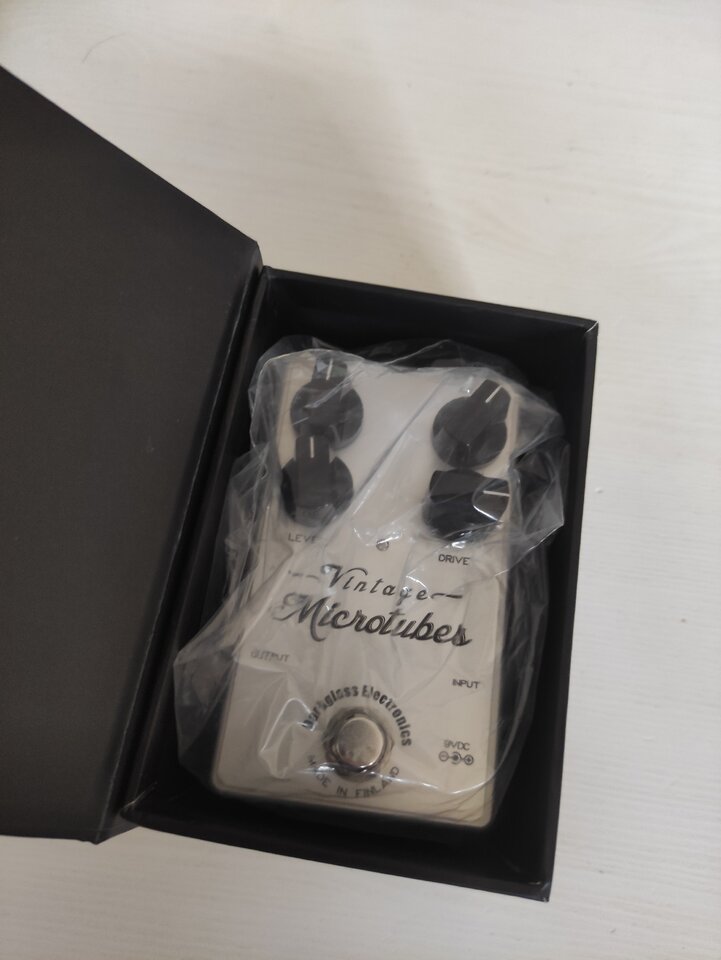 LEVEL
DRIVE
Vintage
Microtubes
OUTPUT
INPUT
Darkglass Electronics
9VDC
MADE IN FINLAND